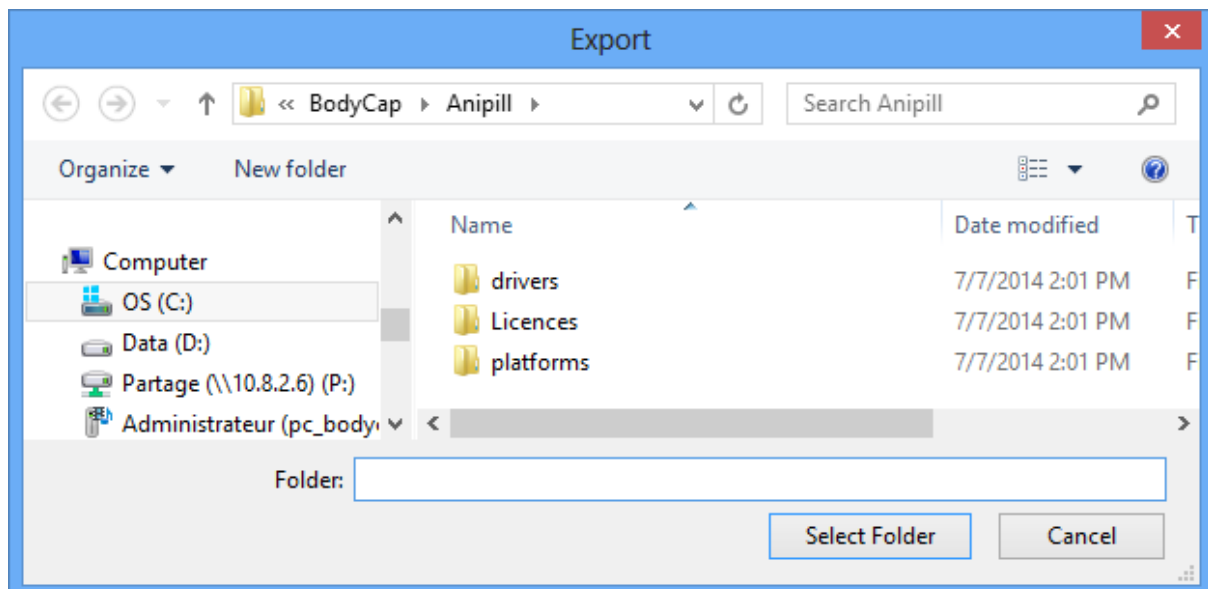 Export
« BodyCap Anipill
Search Anipill
Organize New folder
Name Date modified T
Computer
OS (C:)
Data (D:)
Partage (\\10.8.2.6) (P:)
Administrateur (pc_body
drivers 7/7/2014 2:01 PM F
Licences 7/7/2014 2:01 PM F
platforms 7/7/2014 2:01 PM F
Folder:
Select Folder Cancel